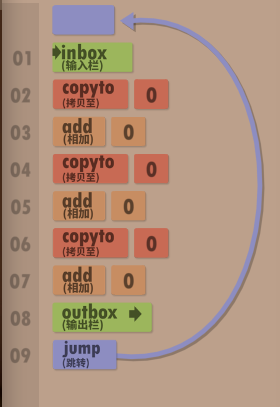 01 inbox
(输入栏)
02 copyto 0
(拷贝至)
03 add 0
(相加)
04 copyto 0
(拷贝至)
05 add 0
(相加)
06 copyto 0
(拷贝至)
07 add 0
(相加)
08 outbox
(输出栏)
09 jump
(跳转)